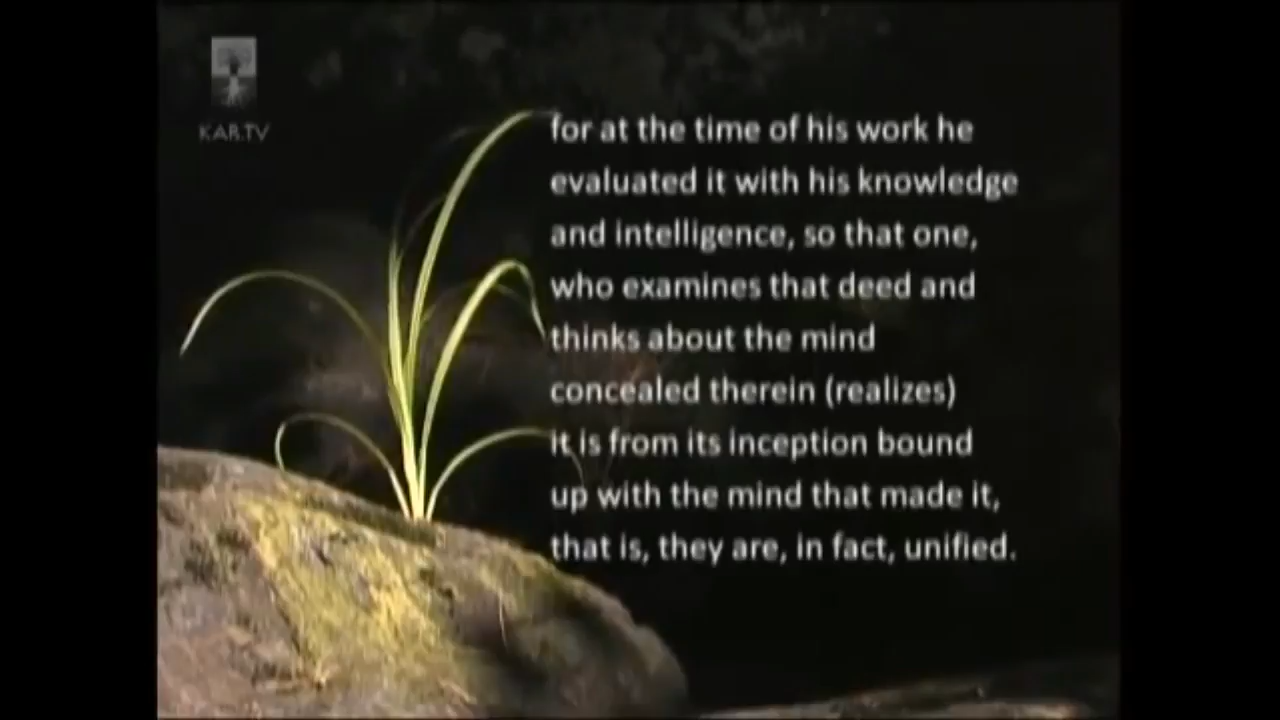 KAB.TV
for at the time of his work he
evaluated it with his knowledge
and intelligence, so that one,
who examines that deed and
thinks about the mind
concealed therein (realizes)
it is from its inception bound
up with the mind that made it,
that is, they are, in fact, unified.